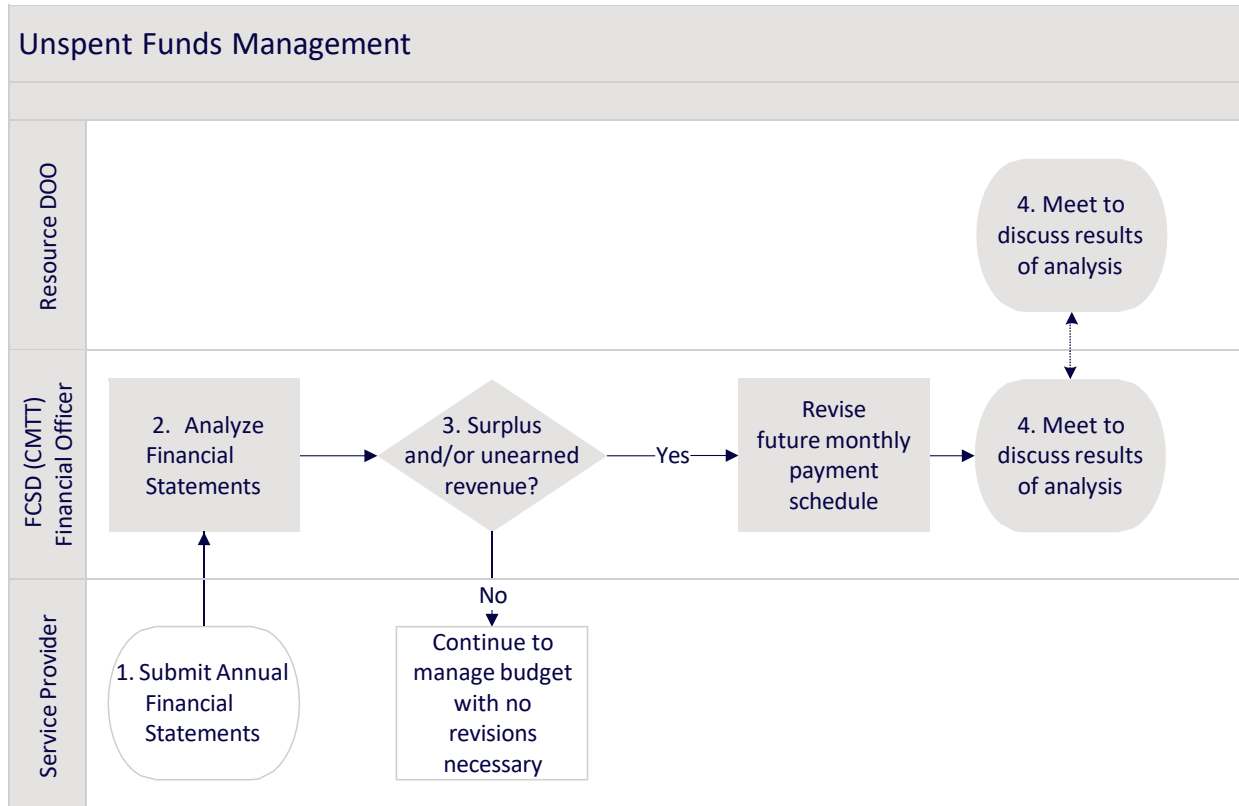 Unspent Funds Management
Resource DOO
4. Meet to
discuss results
of analysis
FCSD (CMTT)
Financial Officer
2. Analyze
Financial
Statements
3. Surplus
and/or unearned
revenue?
Yes
Revise
future monthly
payment
schedule
4. Meet to
discuss results
of analysis
Service Provider
1. Submit Annual
Financial
Statements
No
Continue to
manage budget
with no
revisions
necessary